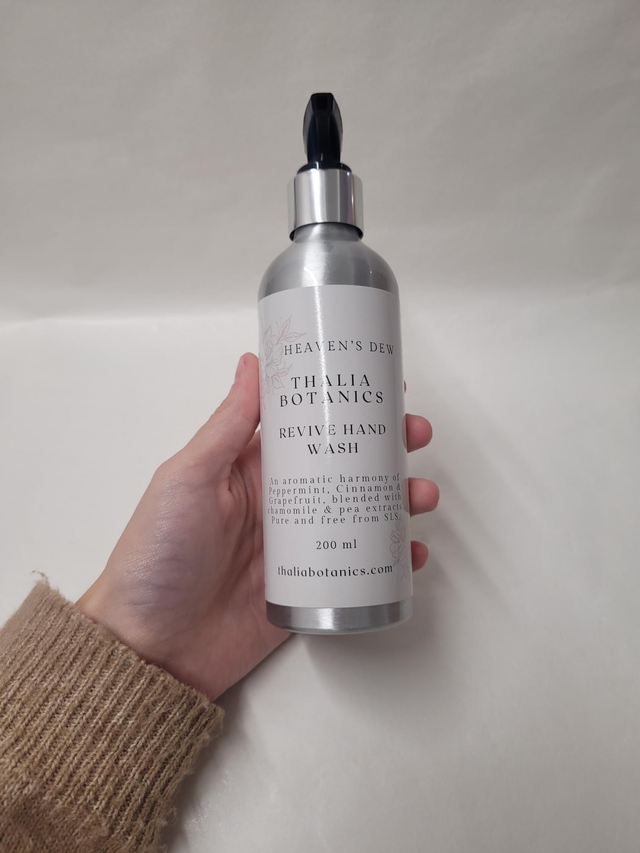 HEAVEN'S DEW
THALIA
BOTANICS
REVIVE HAND
WASH
An aromatic harmony of
Peppermint, Cinnamon &
Grapefruit, blended with
chamomile & pea extracts
Pure and free from SLS.
200 ml
thaliabotanics.com